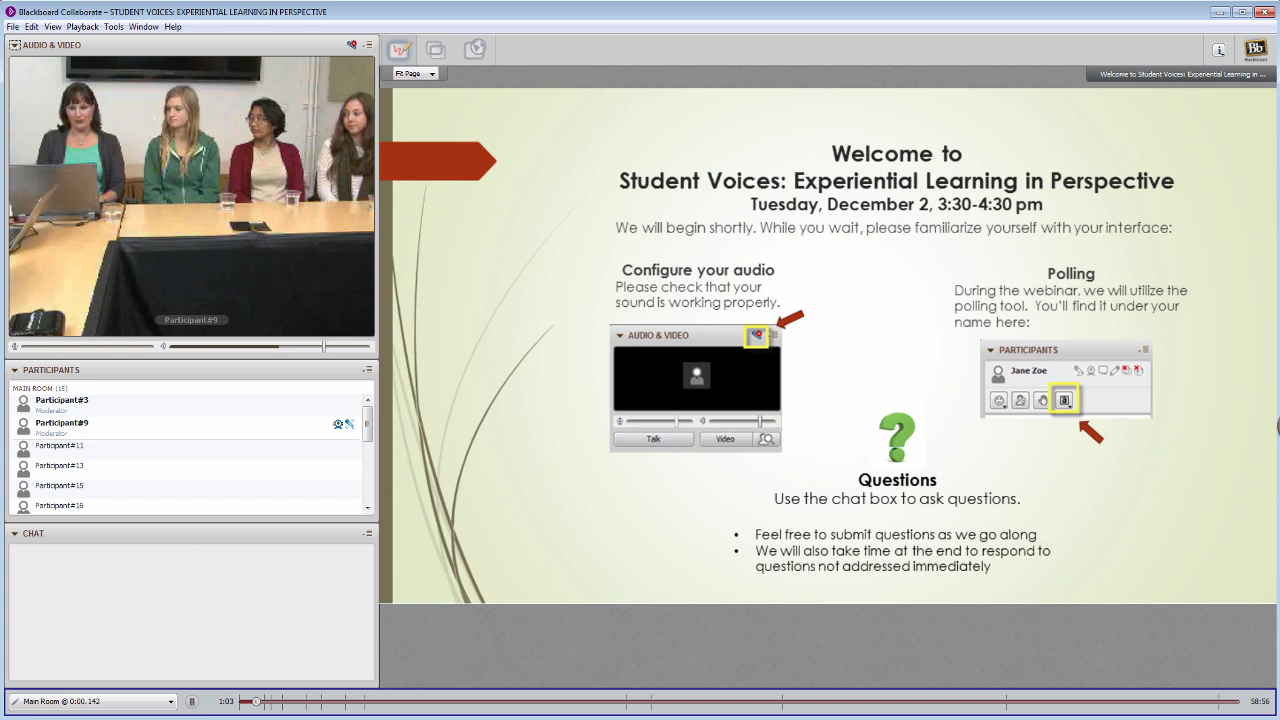 Blackboard Collaborate – STUDENT VOICES: EXPERIENTIAL LEARNING IN PERSPECTIVE
File Edit View Playback Tools Window Help
AUDIO & VIDEO
Participant#9
PARTICIPANTS
MAIN ROOM (15)
Participant#3
Moderator
Participant#9
Moderator
Participant#11
Participant#13
Participant#15
Participant#16
CHAT
Fit Page
Bb
Blackboard
Welcome to Student Voices: Experiential Learning in ...
Welcome to
Student Voices: Experiential Learning in Perspective
Tuesday, December 2, 3:30-4:30 pm
We will begin shortly. While you wait, please familiarize yourself with your interface:
Configure your audio
Please check that your
sound is working properly.
AUDIO & VIDEO
Talk Video
Polling
During the webinar, we will utilize the
polling tool. You'll find it under your
name here:
PARTICIPANTS
Jane Zoe
Questions
Use the chat box to ask questions.
• Feel free to submit questions as we go along
• We will also take time at the end to respond to
questions not addressed immediately
Main Room @ 0:00.142
1:03
58:56